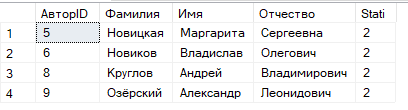 АвторID Фамилия Имя Отчество Stati
1 5 Новицкая Маргарита Сергеевна 2
2 6 Новиков Владислав Олегович 2
3 8 Круглов Андрей Владимирович 2
4 9 Озёрский Александр Леонидович 2